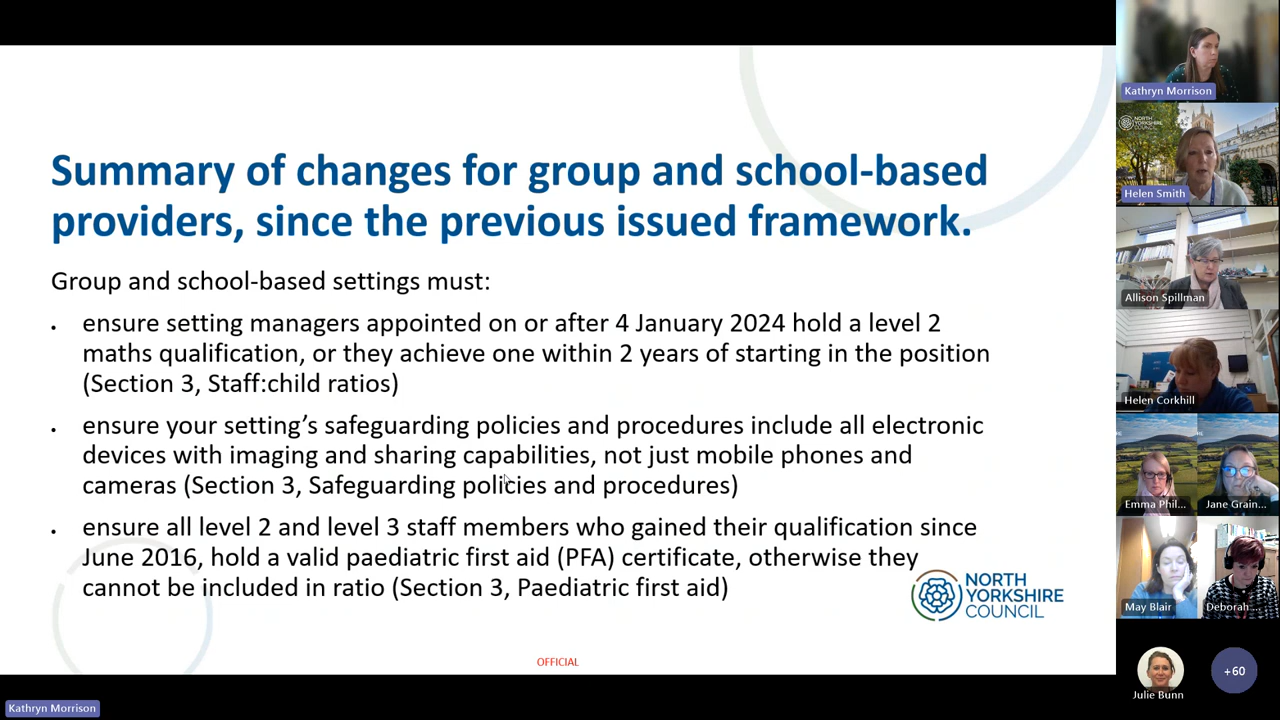 Summary of changes for group and school-based
providers, since the previous issued framework.
Group and school-based settings must:
• ensure setting managers appointed on or after 4 January 2024 hold a level 2
maths qualification, or they achieve one within 2 years of starting in the position
(Section 3, Staff:child ratios)
• ensure your setting’s safeguarding policies and procedures include all electronic
devices with imaging and sharing capabilities, not just mobile phones and
cameras (Section 3, Safeguarding policies and procedures)
• ensure all level 2 and level 3 staff members who gained their qualification since
June 2016, hold a valid paediatric first aid (PFA) certificate, otherwise they
cannot be included in ratio (Section 3, Paediatric first aid)
NORTH
YORKSHIRE
COUNCIL
OFFICIAL
Kathryn Morrison
Kathryn Morrison
NORTH
YORKSHIRE
COUNCIL
Helen Smith
Allison Spillman
Helen Corkhill
Emma Phil...
Jane Grain...
May Blair
Deborah ...
Julie Bunn
+60